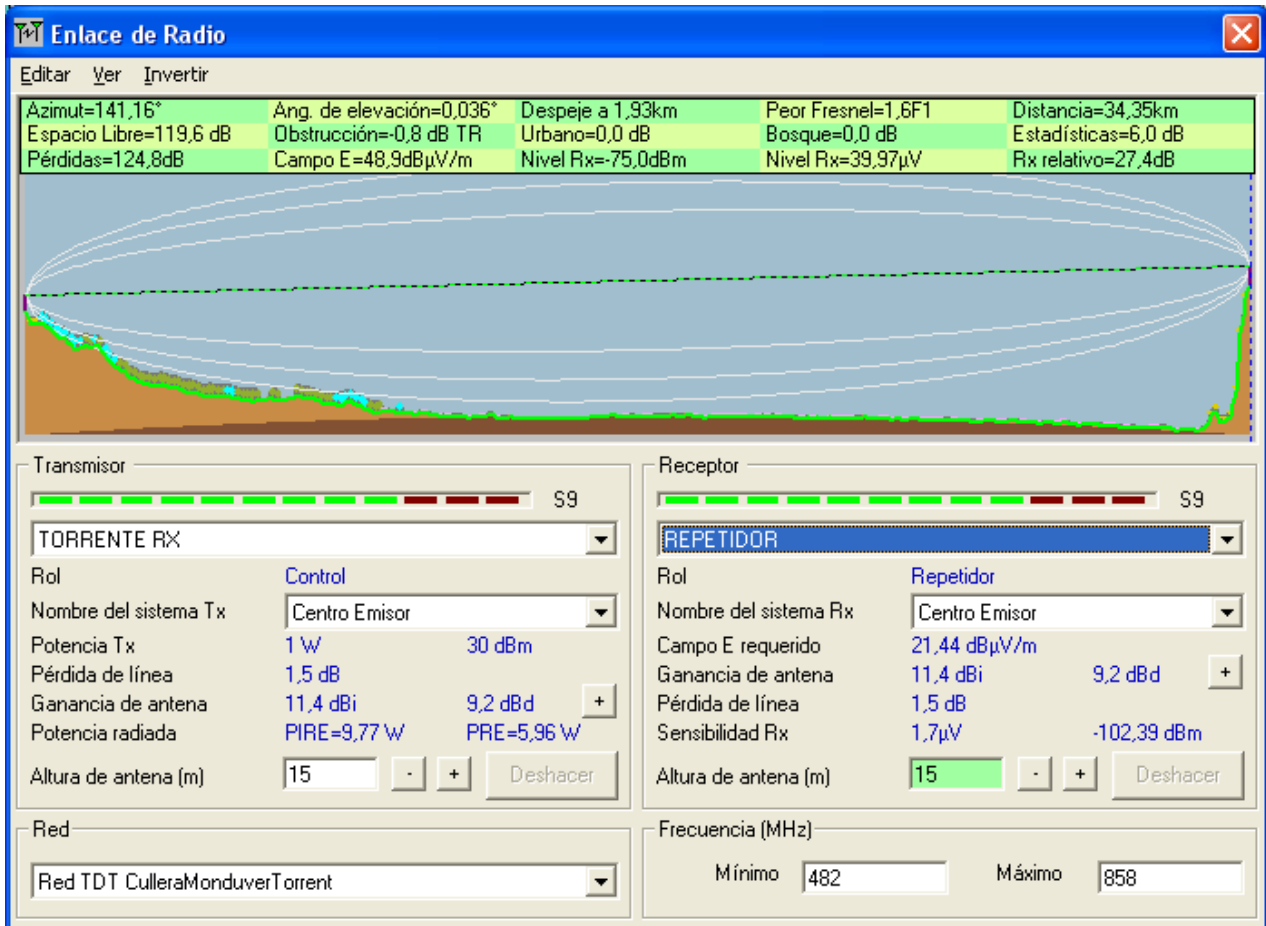 Enlace de Radio
Editar Ver Invertir
Azimut=141,16° Ang. de elevación=0,036° Despeje a 1,93km Peor Fresnel=1,6F1 Distancia=34,35km
Espacio Libre=119,6 dB Obstrucción=-0,8 dB TR Urbano=0,0 dB Bosque=0,0 dB Estadísticas=6,0 dB
Pérdidas=124,8dB Campo E=48,9dBµV/m Nivel Rx=-75,0dBm Nivel Rx=39,97µV Rx relativo=27,4dB
Transmisor
S9
TORRENTE RX
Rol Control
Nombre del sistema Tx Centro Emisor
Potencia Tx 1 W 30 dBm
Pérdida de línea 1,5 dB
Ganancia de antena 11,4 dBi 9,2 dBd +
Potencia radiada PIRE=9,77 W PRE=5,96 W
Altura de antena (m) 15 - + Deshacer
Receptor
S9
REPETIDOR
Rol Repetidor
Nombre del sistema Rx Centro Emisor
Campo E requerido 21,44 dBµV/m
Ganancia de antena 11,4 dBi 9,2 dBd +
Pérdida de línea 1,5 dB
Sensibilidad Rx 1,7µV -102,39 dBm
Altura de antena (m) 15 - + Deshacer
Red
Red TDT CulleraMonduverTorrent
Frecuencia (MHz)
Mínimo 482 Máximo 858